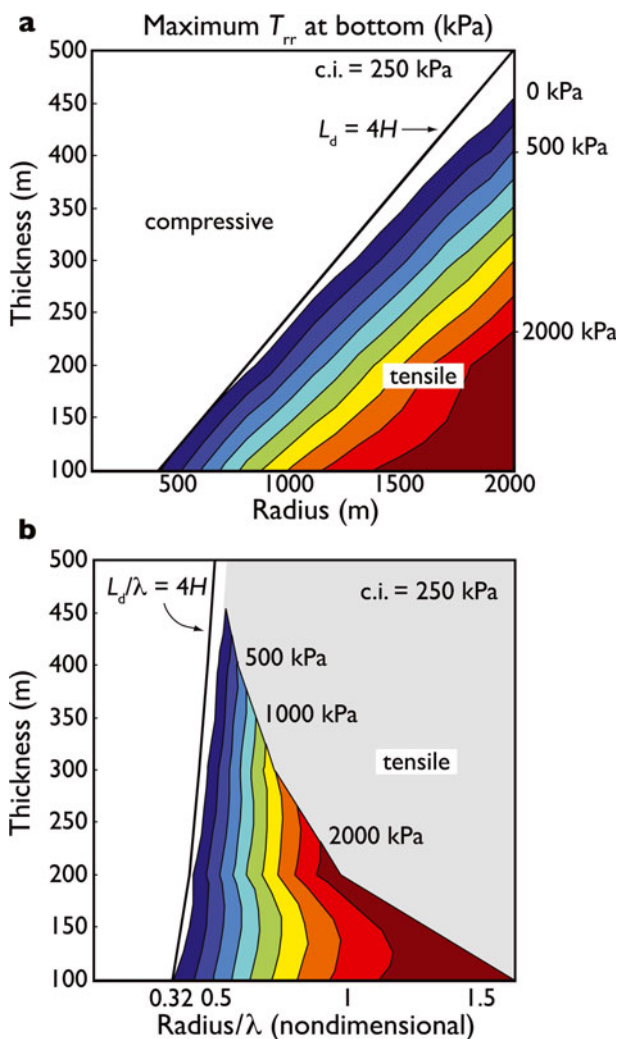 a
Maximum Trr at bottom (kPa)
500
450
400
350
300
250
200
150
100
Thickness (m)
c.i. = 250 kPa
Ld = 4H
compressive
tensile
0 kPa
500 kPa
2000 kPa
500
1000
1500
2000
Radius (m)
b
500
450
400
350
300
250
200
150
100
Thickness (m)
Ld/λ = 4H
c.i. = 250 kPa
500 kPa
1000 kPa
tensile
2000 kPa
0.32
0.5
1
1.5
Radius/λ (nondimensional)